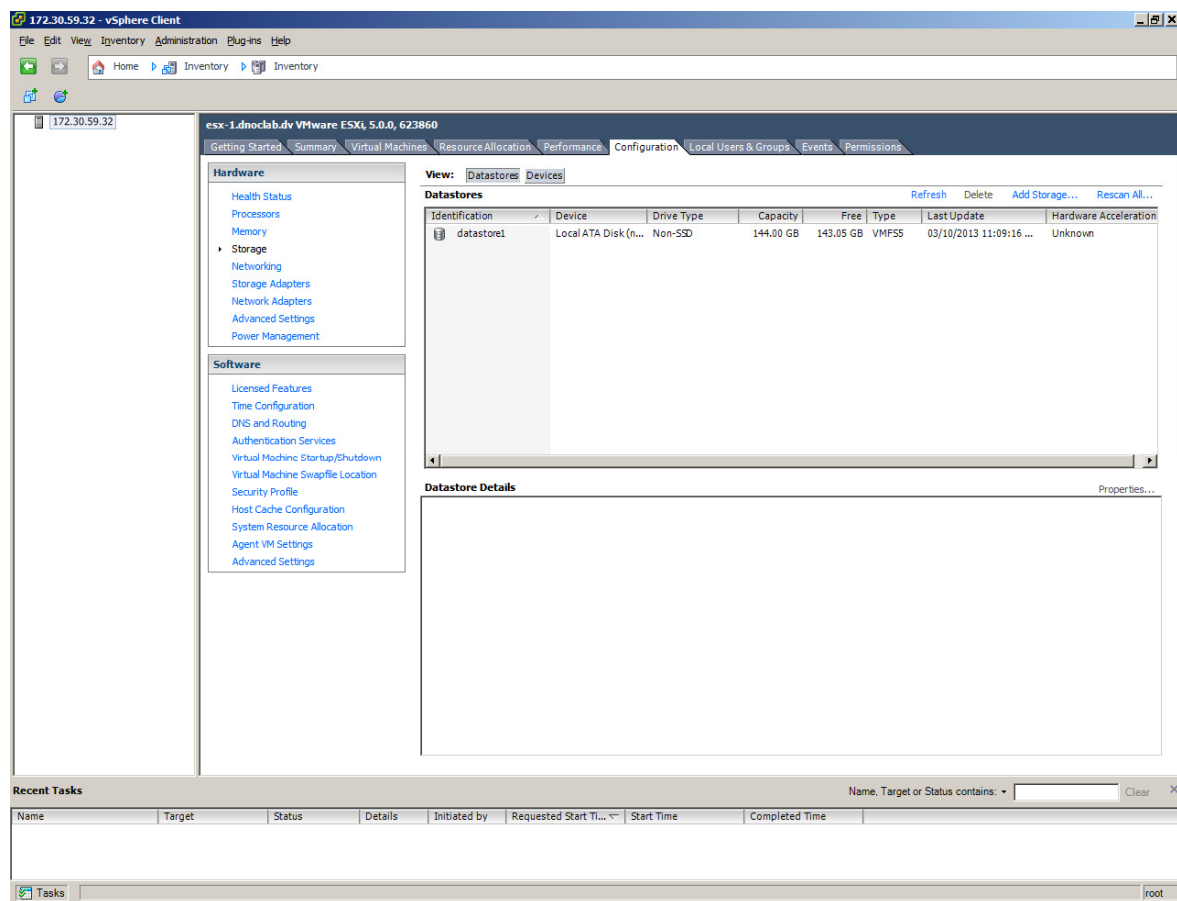 172.30.59.32 - vSphere Client
File Edit View Inventory Administration Plug-ins Help
Home Inventory Inventory
172.30.59.32
esx-1.dnoclab.dv VMware ESXi, 5.0.0, 623860
Getting Started Summary Virtual Machines Resource Allocation Performance Configuration Local Users & Groups Events Permissions
Hardware
Health Status
Processors
Memory
Storage
Networking
Storage Adapters
Network Adapters
Advanced Settings
Power Management
Software
Licensed Features
Time Configuration
DNS and Routing
Authentication Services
Virtual Machine Startup/Shutdown
Virtual Machine Swapfile Location
Security Profile
Host Cache Configuration
System Resource Allocation
Agent VM Settings
Advanced Settings
View: Datastores Devices
Datastores Refresh Delete Add Storage... Rescan All...
Identification Device Drive Type Capacity Free Type Last Update Hardware Acceleration
datastore1 Local ATA Disk (n... Non-SSD 144.00 GB 143.05 GB VMFS5 03/10/2013 11:09:16 ... Unknown
Datastore Details Properties...
Recent Tasks Name, Target or Status contains: Clear
Name Target Status Details Initiated by Requested Start Ti... Start Time Completed Time
Tasks root